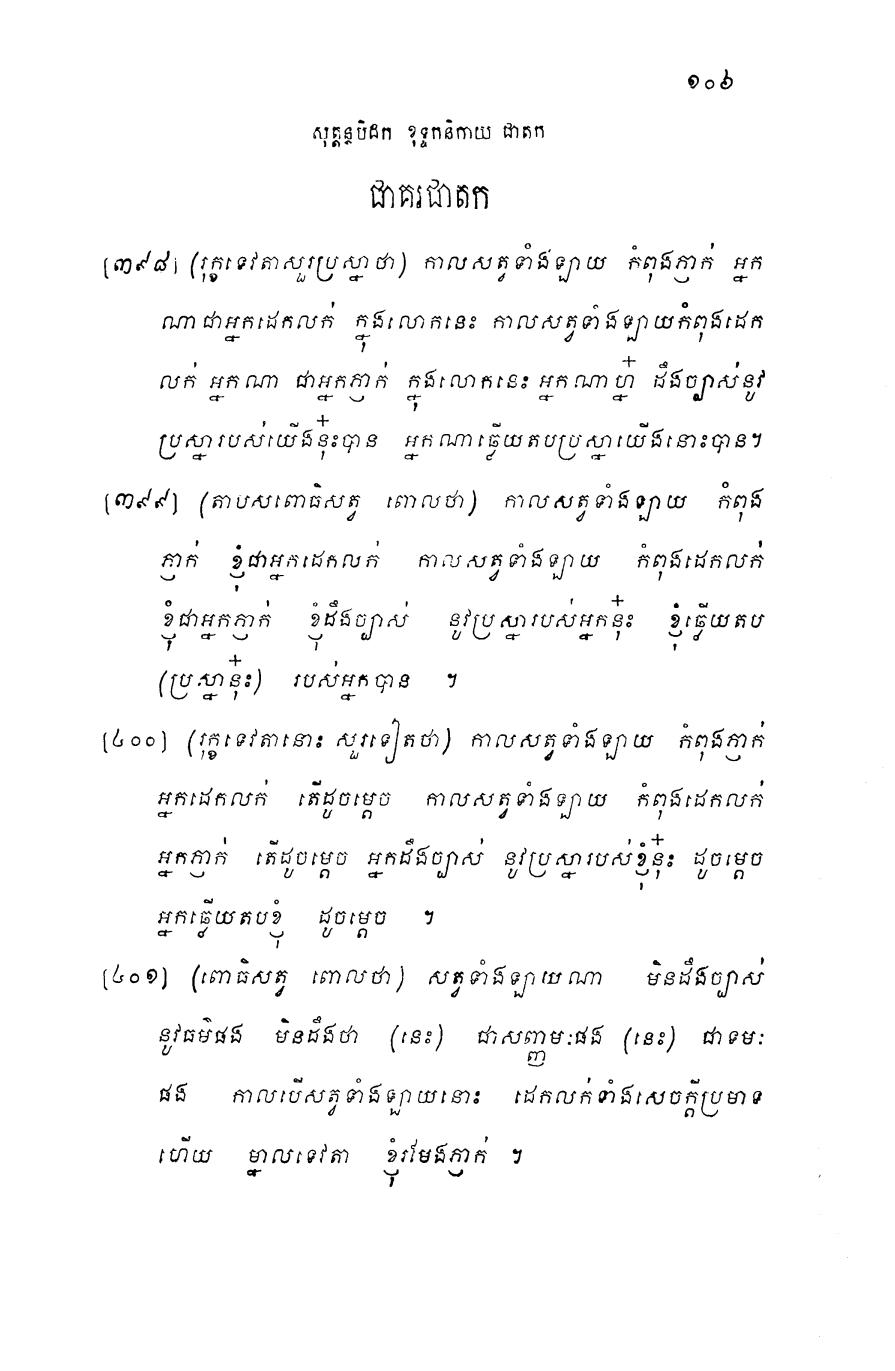 ១០៦
សុត្តន្តបិដក ខុទ្ទកនិកាយ ជាតក
ជាគរជាតក
[៣៩៨] (រុក្ខទេវតាសួរប្រស្នាថា) កាលសត្វទាំងឡាយ កំពុងភ្ញាក់ អ្នក
ណាជាអ្នកដេកលក់ ក្នុងលោកនេះ កាលសត្វទាំងឡាយកំពុងដេក
លក់ អ្នកណា ជាអ្នកភ្ញាក់ ក្នុងលោកនេះ អ្នកណាហ្ន៎ ដឹងច្បាស់នូវ
ប្រស្នារបស់យើងនុ៎ះបាន អ្នកណាឆ្លើយតបប្រស្នាយើងនោះបាន។
[៣៩៩] (តាបសពោធិសត្វ ពោលថា) កាលសត្វទាំងឡាយ កំពុង
ភ្ញាក់ ខ្ញុំជាអ្នកដេកលក់ កាលសត្វទាំងឡាយ កំពុងដេកលក់
ខ្ញុំជាអ្នកភ្ញាក់ ខ្ញុំដឹងច្បាស់ នូវប្រស្នារបស់អ្នកនុ៎ះ ខ្ញុំឆ្លើយតប
(ប្រស្នានុ៎ះ) របស់អ្នកបាន ។
[៤០០] (រុក្ខទេវតានោះ សួរទៀតថា) កាលសត្វទាំងឡាយ កំពុងភ្ញាក់
អ្នកដេកលក់ តើដូចម្តេច កាលសត្វទាំងឡាយ កំពុងដេកលក់
អ្នកភ្ញាក់ តើដូចម្តេច អ្នកដឹងច្បាស់ នូវប្រស្នារបស់ខ្ញុំនុ៎ះ ដូចម្តេច
អ្នកឆ្លើយតបខ្ញុំ ដូចម្តេច ។
[៤០១] (ពោធិសត្វ ពោលថា) សត្វទាំងឡាយណា មិនដឹងច្បាស់
នូវធម៌ផង មិនដឹងថា (នេះ) ជាសញ្ញមៈផង (នេះ) ជាទមៈ
ផង កាលបើសត្វទាំងឡាយនោះ ដេកលក់ទាំងសេចក្តីប្រមាទ
ហើយ ម្នាលទេវតា ខ្ញុំរមែងភ្ញាក់ ។